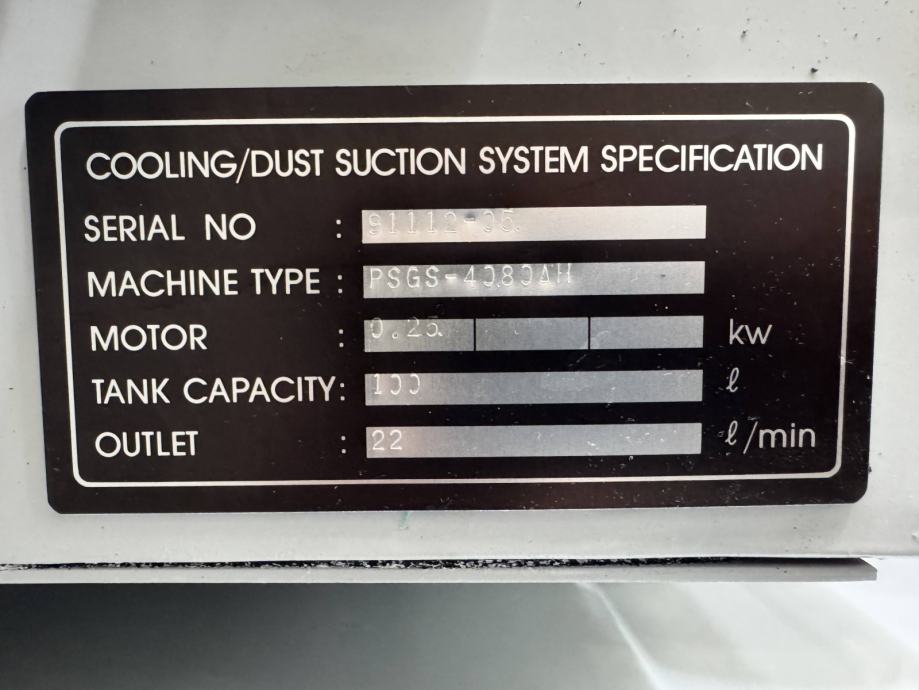 COOLING/DUST SUCTION SYSTEM SPECIFICATION
SERIAL NO : 91112-05
MACHINE TYPE : PSGS-4080AH
MOTOR : 0.25 kw
TANK CAPACITY: 100 ℓ
OUTLET : 22 ℓ/min